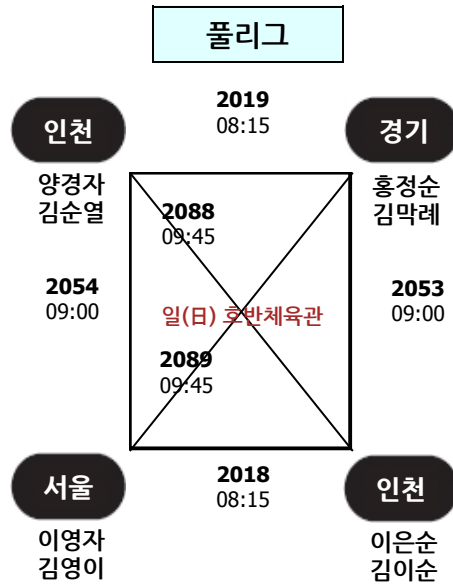 풀리그
2019
08:15
인천
경기
양경자
김순열
홍정순
김막례
2088
09:45
2054
09:00
2053
09:00
일(日) 호반체육관
2089
09:45
서울
2018
08:15
인천
이영자
김영이
이은순
김이순